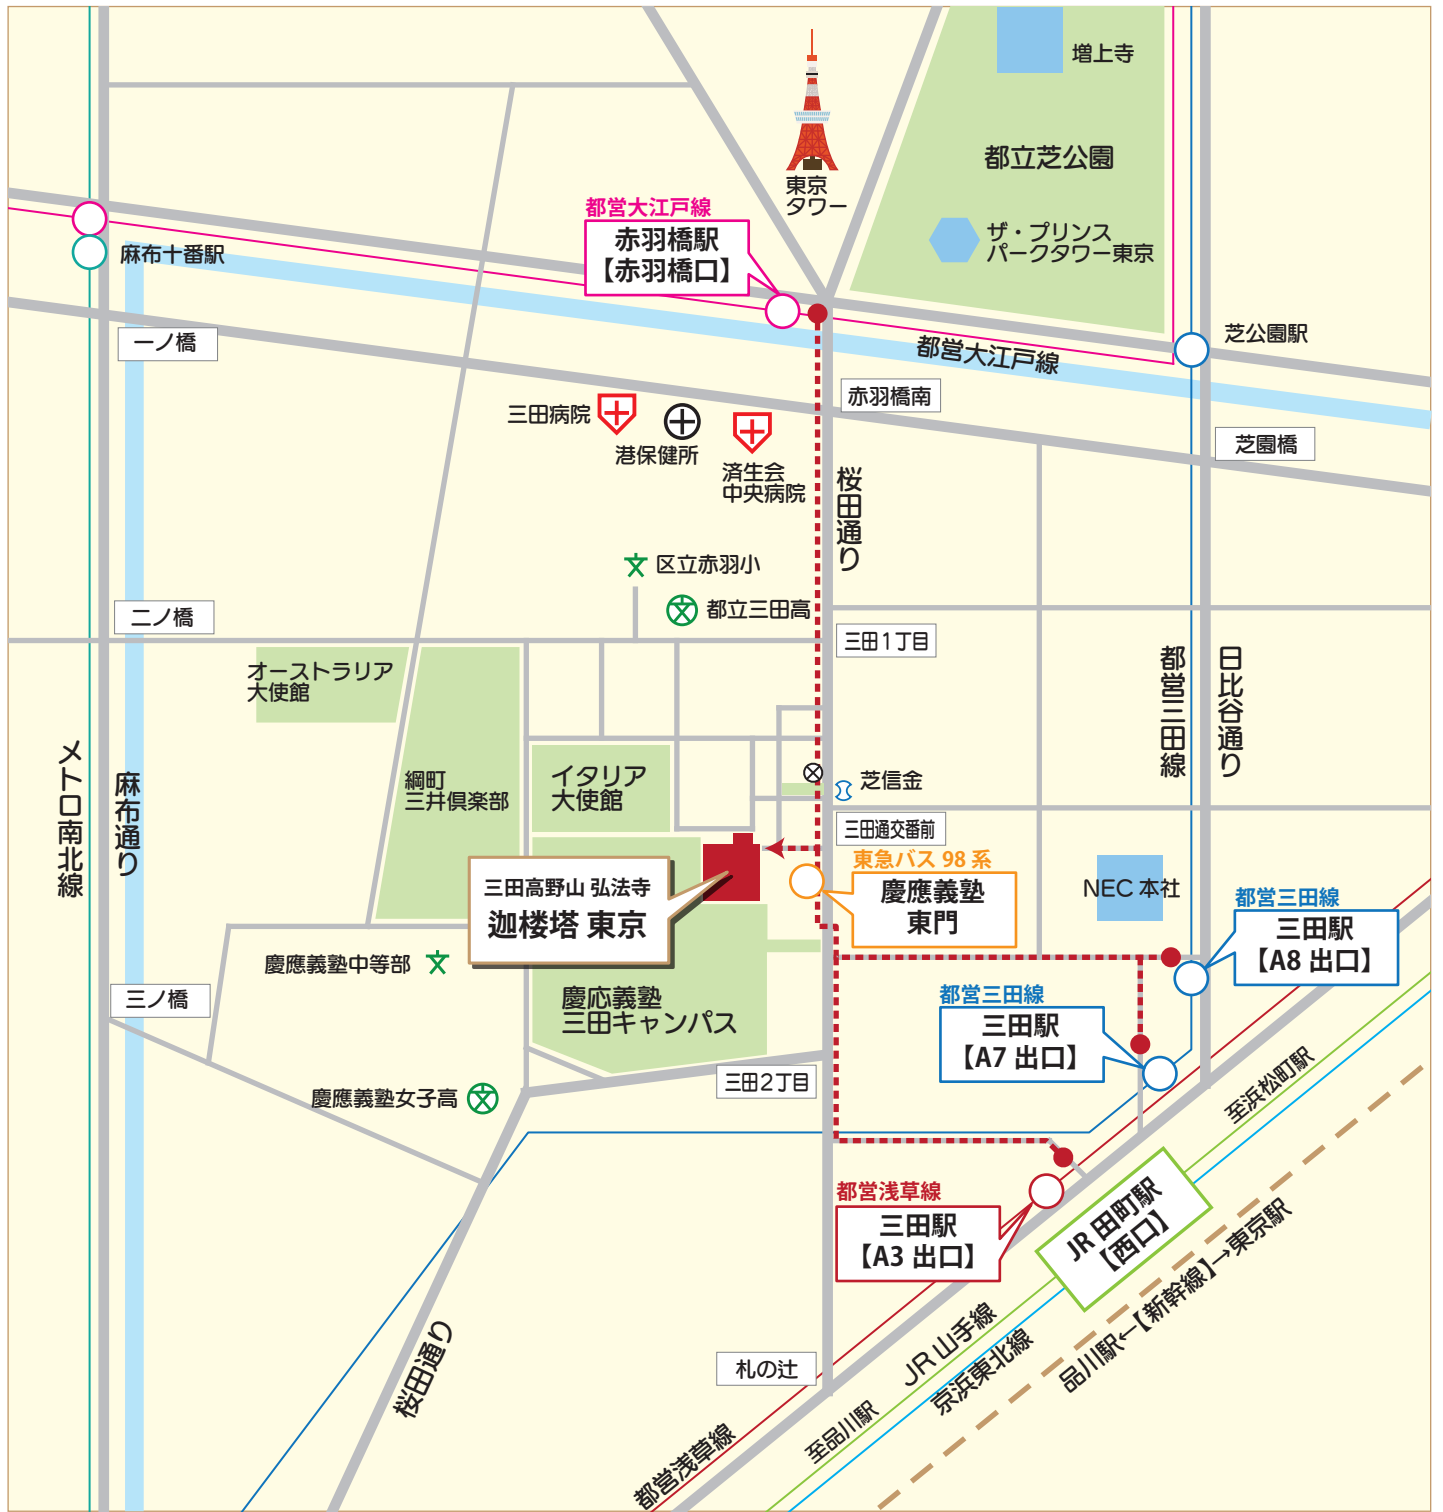 増上寺
都立芝公園
東京
タワー
都営大江戸線
赤羽橋駅
【赤羽橋口】
ザ・プリンス
パークタワー東京
麻布十番駅
芝公園駅
都営大江戸線
一ノ橋
赤羽橋南
三田病院
港保健所
済生会
中央病院
芝園橋
桜田通り
区立赤羽小
都立三田高
二ノ橋
三田1丁目
オーストラリア
大使館
都営三田線
日比谷通り
メトロ南北線
麻布通り
綱町
三井倶楽部
イタリア
大使館
芝信金
三田通交番前
東急バス 98 系
慶應義塾
東門
三田高野山 弘法寺
迦楼塔 東京
NEC 本社
都営三田線
三田駅
【A8 出口】
慶應義塾中等部
三ノ橋
慶応義塾
三田キャンパス
都営三田線
三田駅
【A7 出口】
三田2丁目
慶應義塾女子高
至浜松町駅
都営浅草線
三田駅
【A3 出口】
JR 田町駅
【西口】
品川駅←【新幹線】→東京駅
JR 山手線
京浜東北線
桜田通り
札の辻
至品川駅
都営浅草線